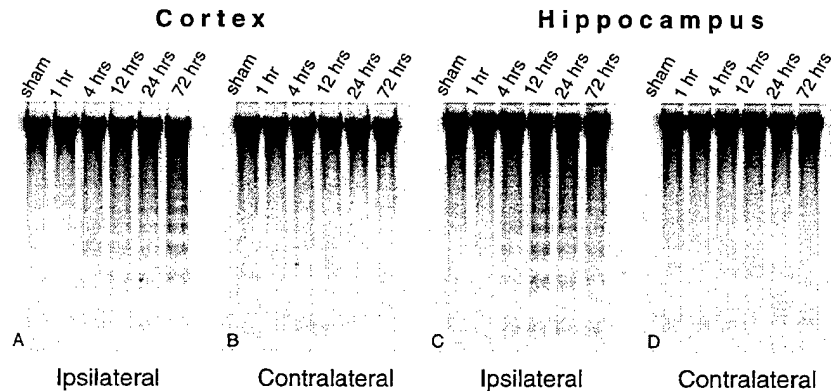 Cortex Hippocampus
sham 1 hr 4 hrs 12 hrs 24 hrs 72 hrs sham 1 hr 4 hrs 12 hrs 24 hrs 72 hrs sham 1 hr 4 hrs 12 hrs 24 hrs 72 hrs sham 1 hr 4 hrs 12 hrs 24 hrs 72 hrs
A B C D
Ipsilateral Contralateral Ipsilateral Contralateral